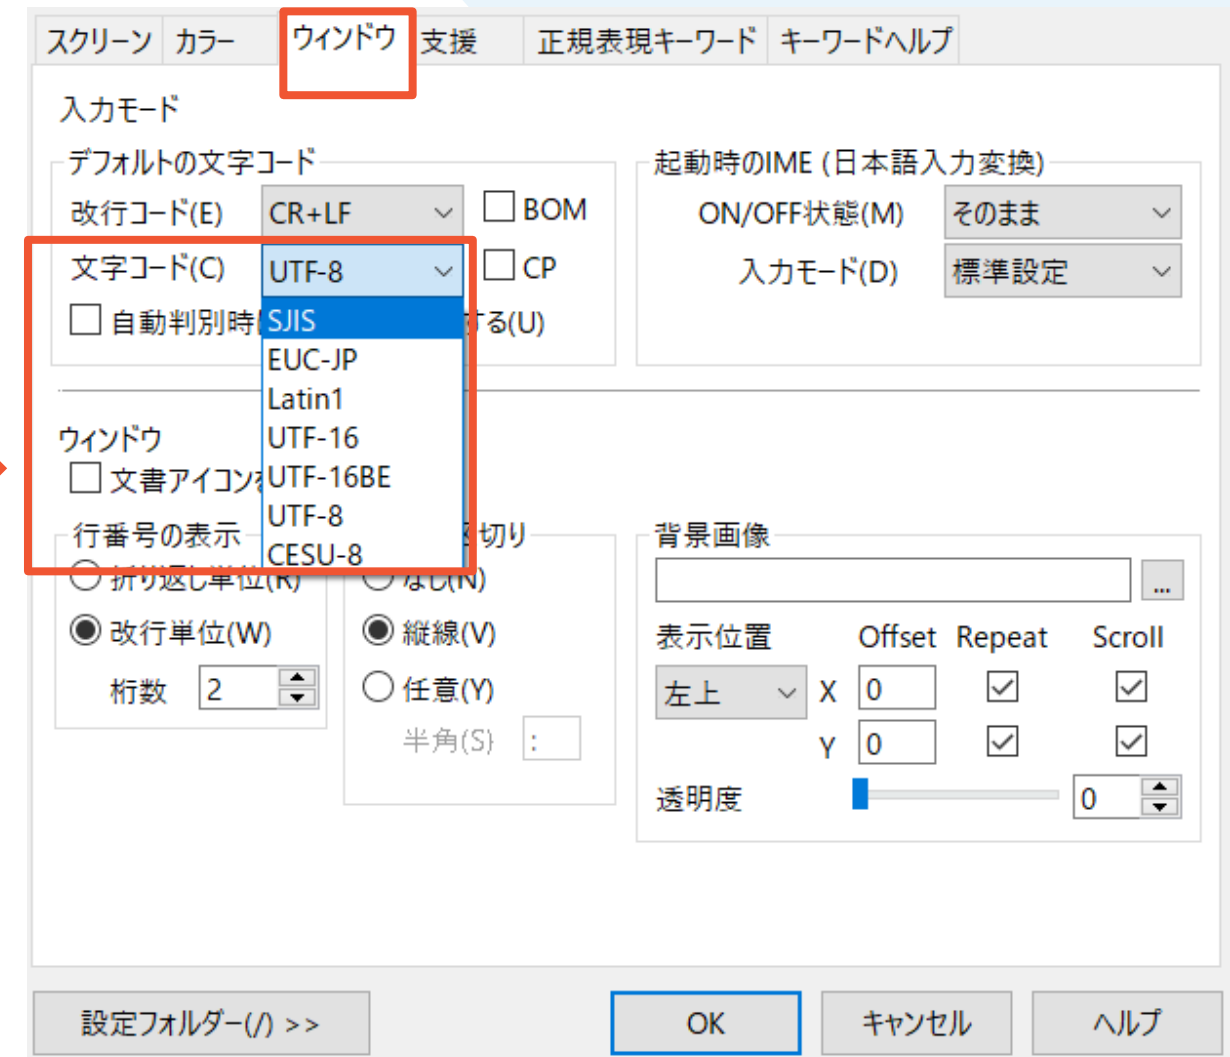 スクリーン カラー ウィンドウ 支援 正規表現キーワード キーワードヘルプ
入力モード
デフォルトの文字コード
改行コード(E) CR+LF BOM
文字コード(C) UTF-8 CP
自動判別時 する(U)
SJIS
EUC-JP
Latin1
UTF-16
UTF-16BE
UTF-8
CESU-8
起動時のIME (日本語入力変換)
ON/OFF状態(M) そのまま
入力モード(D) 標準設定
ウィンドウ
文書アイコンを
行番号の表示
折り返し単位(R)
改行単位(W)
桁数 2
切り
なし(N)
縦線(V)
任意(Y)
半角(S) :
背景画像
...
表示位置 Offset Repeat Scroll
左上 X 0
Y 0
透明度 0
設定フォルダー(/) >> OK キャンセル ヘルプ